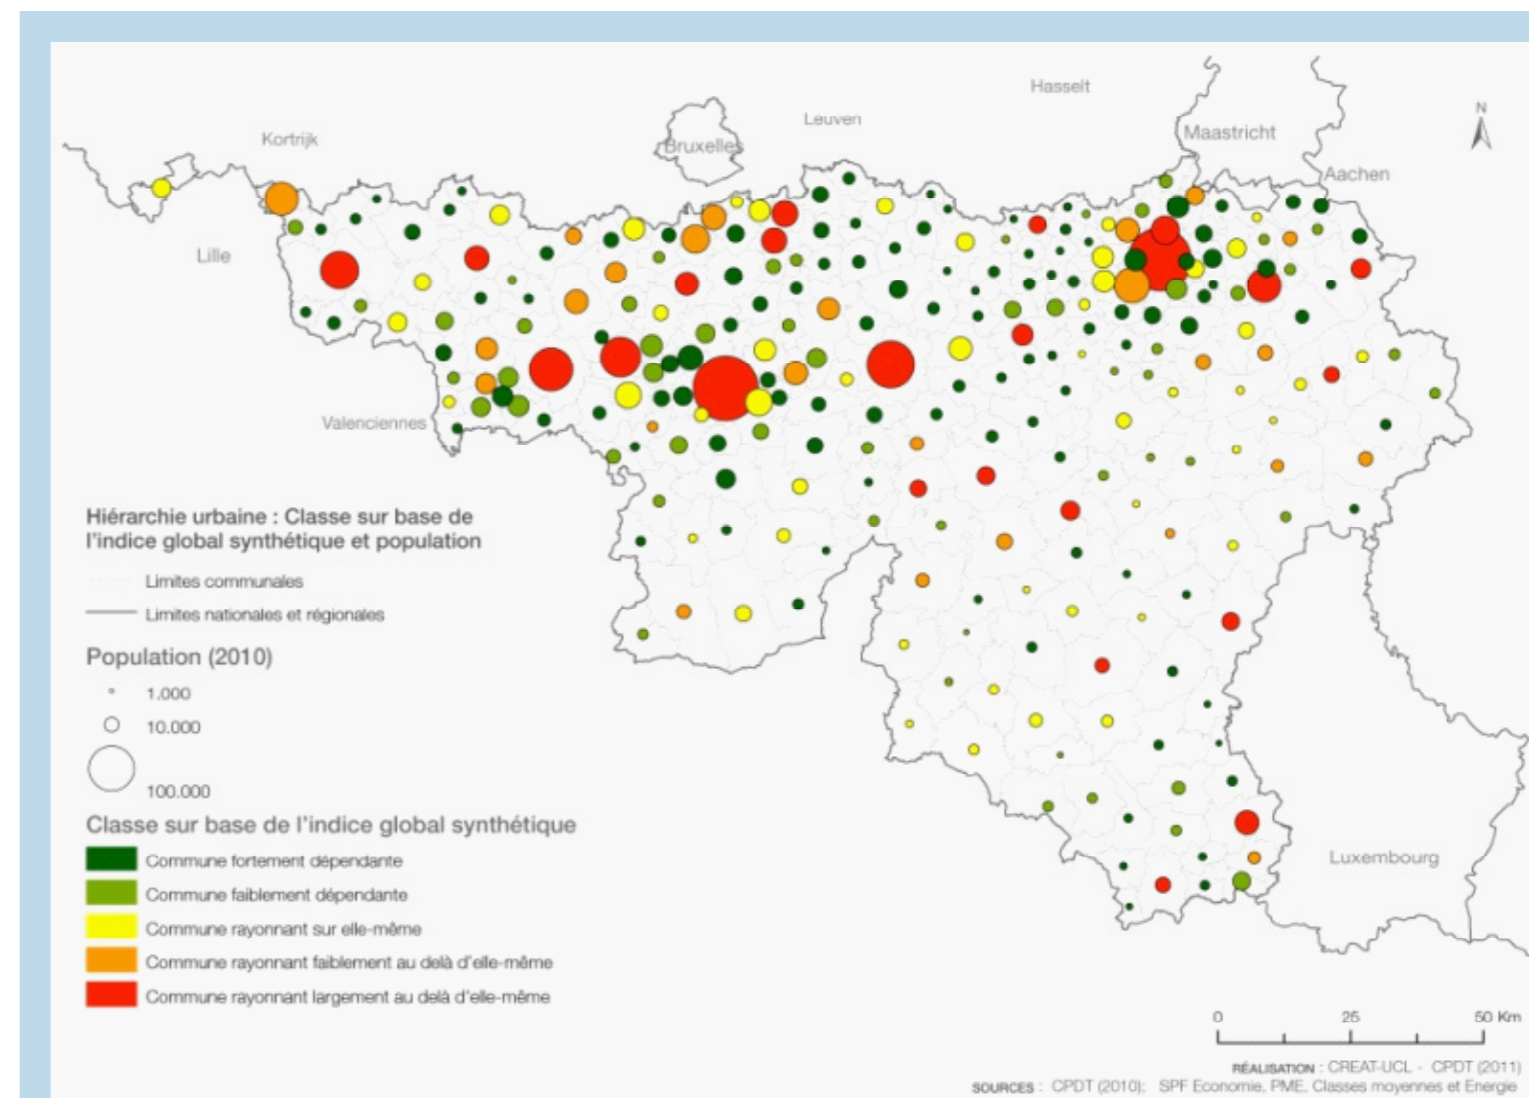 Hasselt
Leuven
Maastricht
Kortrijk
Bruxelles
N
Aachen
Lille
Valenciennes
Hiérarchie urbaine : Classe sur base de
l'indice global synthétique et population
Limites communales
Limites nationales et régionales
Population (2010)
1.000
10.000
100.000
Classe sur base de l'indice global synthétique
Commune fortement dépendante
Commune faiblement dépendante
Commune rayonnant sur elle-même
Commune rayonnant faiblement au delà d'elle-même
Commune rayonnant largement au delà d'elle-même
Luxembourg
0 25 50 Km
RÉALISATION : CREAT-UCL - CPDT (2011)
SOURCES : CPDT (2010); SPF Economie, PME, Classes moyennes et Energie